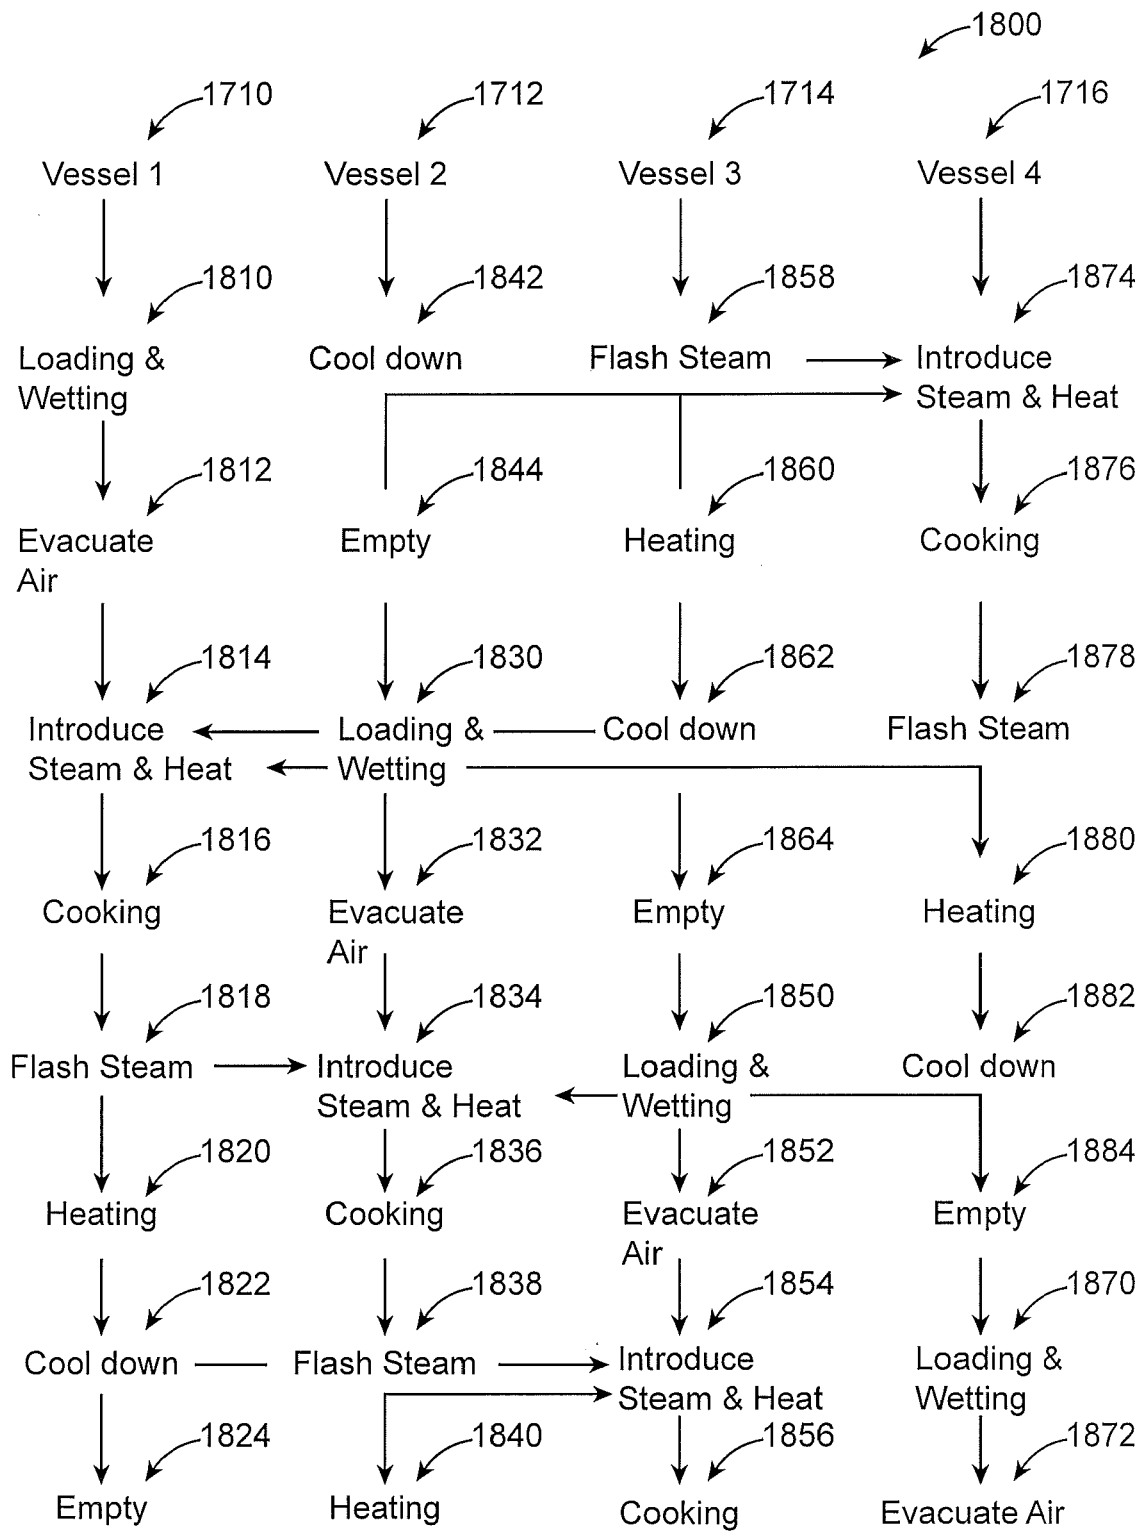 1800
1710
1712
1714
1716
Vessel 1
Vessel 2
Vessel 3
Vessel 4
1810
1842
1858
1874
Loading &
Wetting
Cool down
Flash Steam
Introduce
Steam & Heat
1812
1844
1860
1876
Evacuate
Air
Empty
Heating
Cooking
1814
1830
1862
1878
Introduce
Steam & Heat
Loading &
Wetting
Cool down
Flash Steam
1816
1832
1864
1880
Cooking
Evacuate
Air
Empty
Heating
1818
1834
1850
1882
Flash Steam
Introduce
Steam & Heat
Loading &
Wetting
Cool down
1820
1836
1852
1884
Heating
Cooking
Evacuate
Air
Empty
1822
1838
1854
1870
Cool down
Flash Steam
Introduce
Steam & Heat
Loading &
Wetting
1824
1840
1856
1872
Empty
Heating
Cooking
Evacuate Air